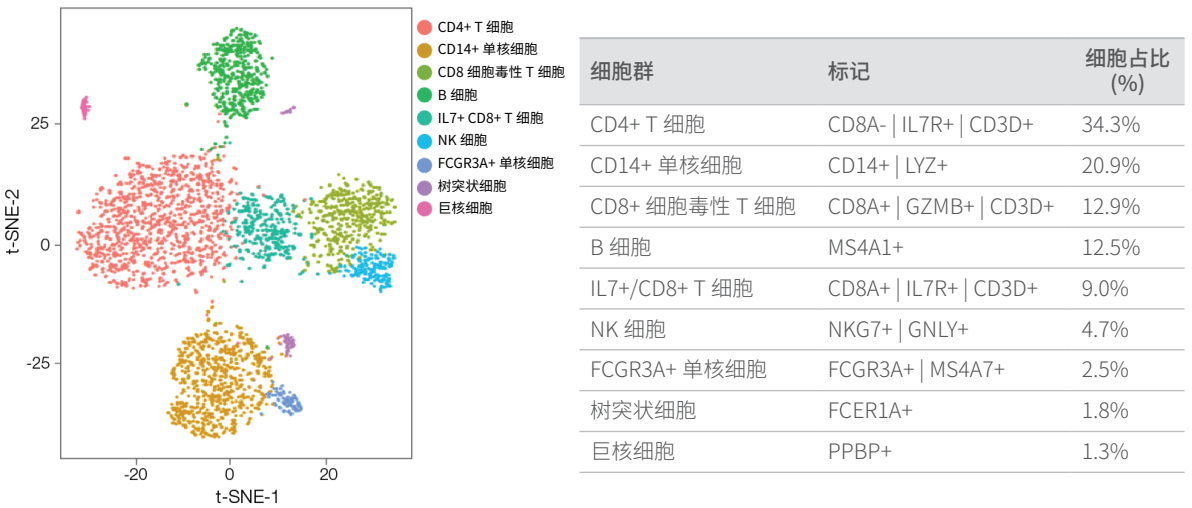 CD4+ T 细胞
CD14+ 单核细胞
CD8 细胞毒性 T 细胞
B 细胞
IL7+ CD8+ T 细胞
NK 细胞
FCGR3A+ 单核细胞
树突状细胞
巨核细胞
25
0
-25
t-SNE-2
-20
0
20
t-SNE-1
细胞群 标记 细胞占比
(%)
CD4+ T 细胞 CD8A- | IL7R+ | CD3D+ 34.3%
CD14+ 单核细胞 CD14+ | LYZ+ 20.9%
CD8+ 细胞毒性 T 细胞 CD8A+ | GZMB+ | CD3D+ 12.9%
B 细胞 MS4A1+ 12.5%
IL7+/CD8+ T 细胞 CD8A+ | IL7R+ | CD3D+ 9.0%
NK 细胞 NKG7+ | GNLY+ 4.7%
FCGR3A+ 单核细胞 FCGR3A+ | MS4A7+ 2.5%
树突状细胞 FCER1A+ 1.8%
巨核细胞 PPBP+ 1.3%